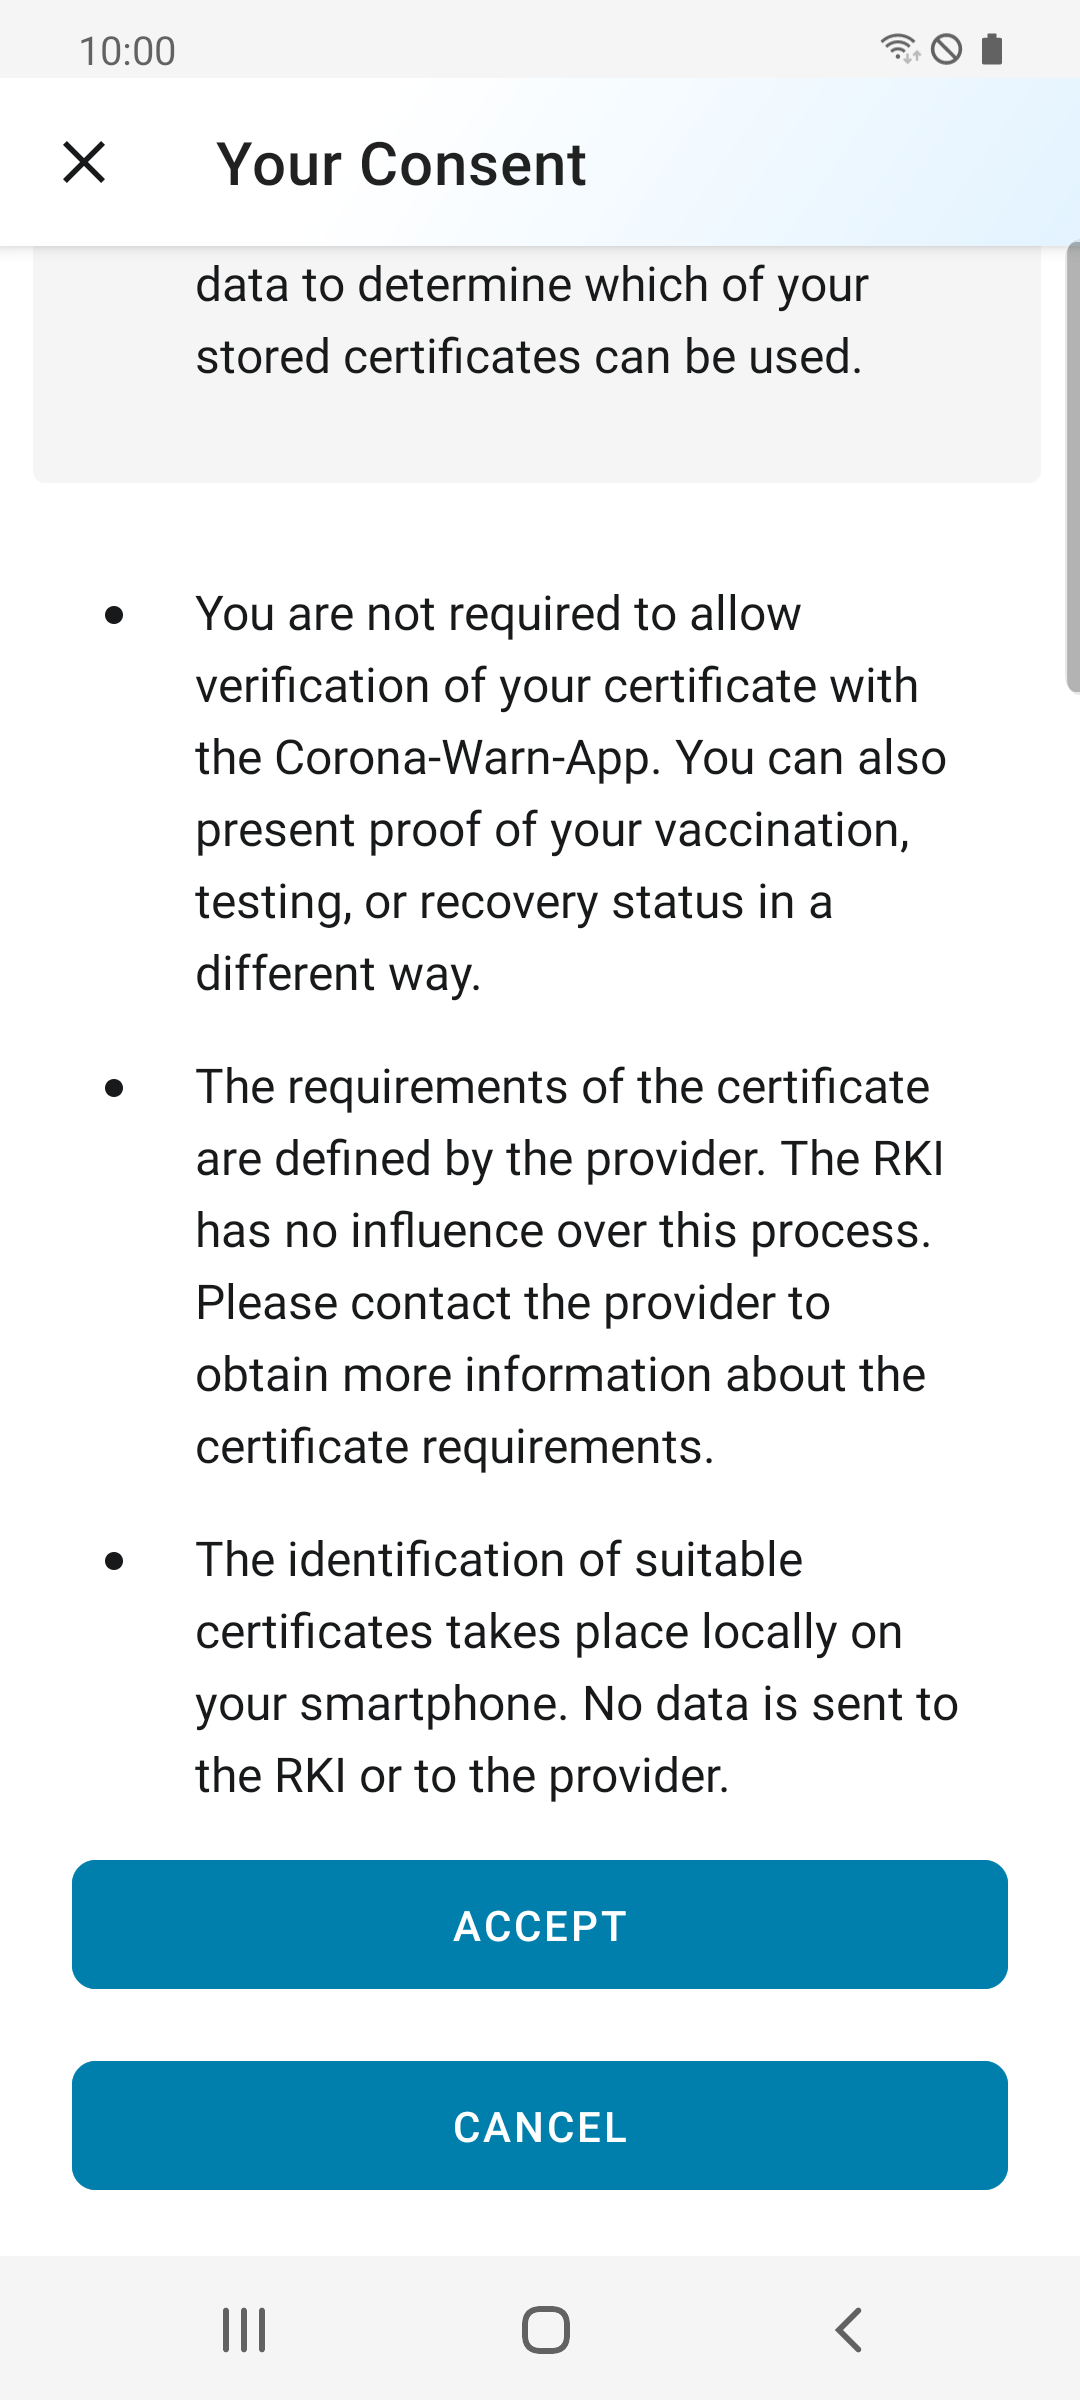 10:00
Your Consent
data to determine which of your
stored certificates can be used.
• You are not required to allow
verification of your certificate with
the Corona-Warn-App. You can also
present proof of your vaccination,
testing, or recovery status in a
different way.
• The requirements of the certificate
are defined by the provider. The RKI
has no influence over this process.
Please contact the provider to
obtain more information about the
certificate requirements.
• The identification of suitable
certificates takes place locally on
your smartphone. No data is sent to
the RKI or to the provider.
ACCEPT
CANCEL